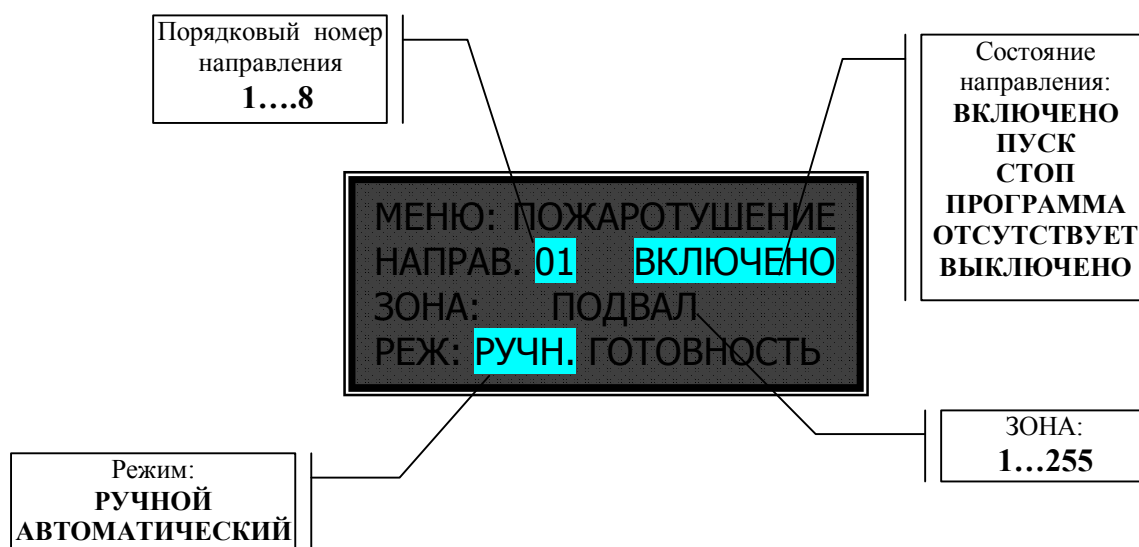 Порядковый номер
направления
1….8
Состояние
направления:
ВКЛЮЧЕНО
ПУСК
СТОП
ПРОГРАММА
ОТСУТСТВУЕТ
ВЫКЛЮЧЕНО
МЕНЮ: ПОЖАРОТУШЕНИЕ
НАПРАВ. 01 ВКЛЮЧЕНО
ЗОНА: ПОДВАЛ
РЕЖ: РУЧН. ГОТОВНОСТЬ
ЗОНА:
1…255
Режим:
РУЧНОЙ
АВТОМАТИЧЕСКИЙ